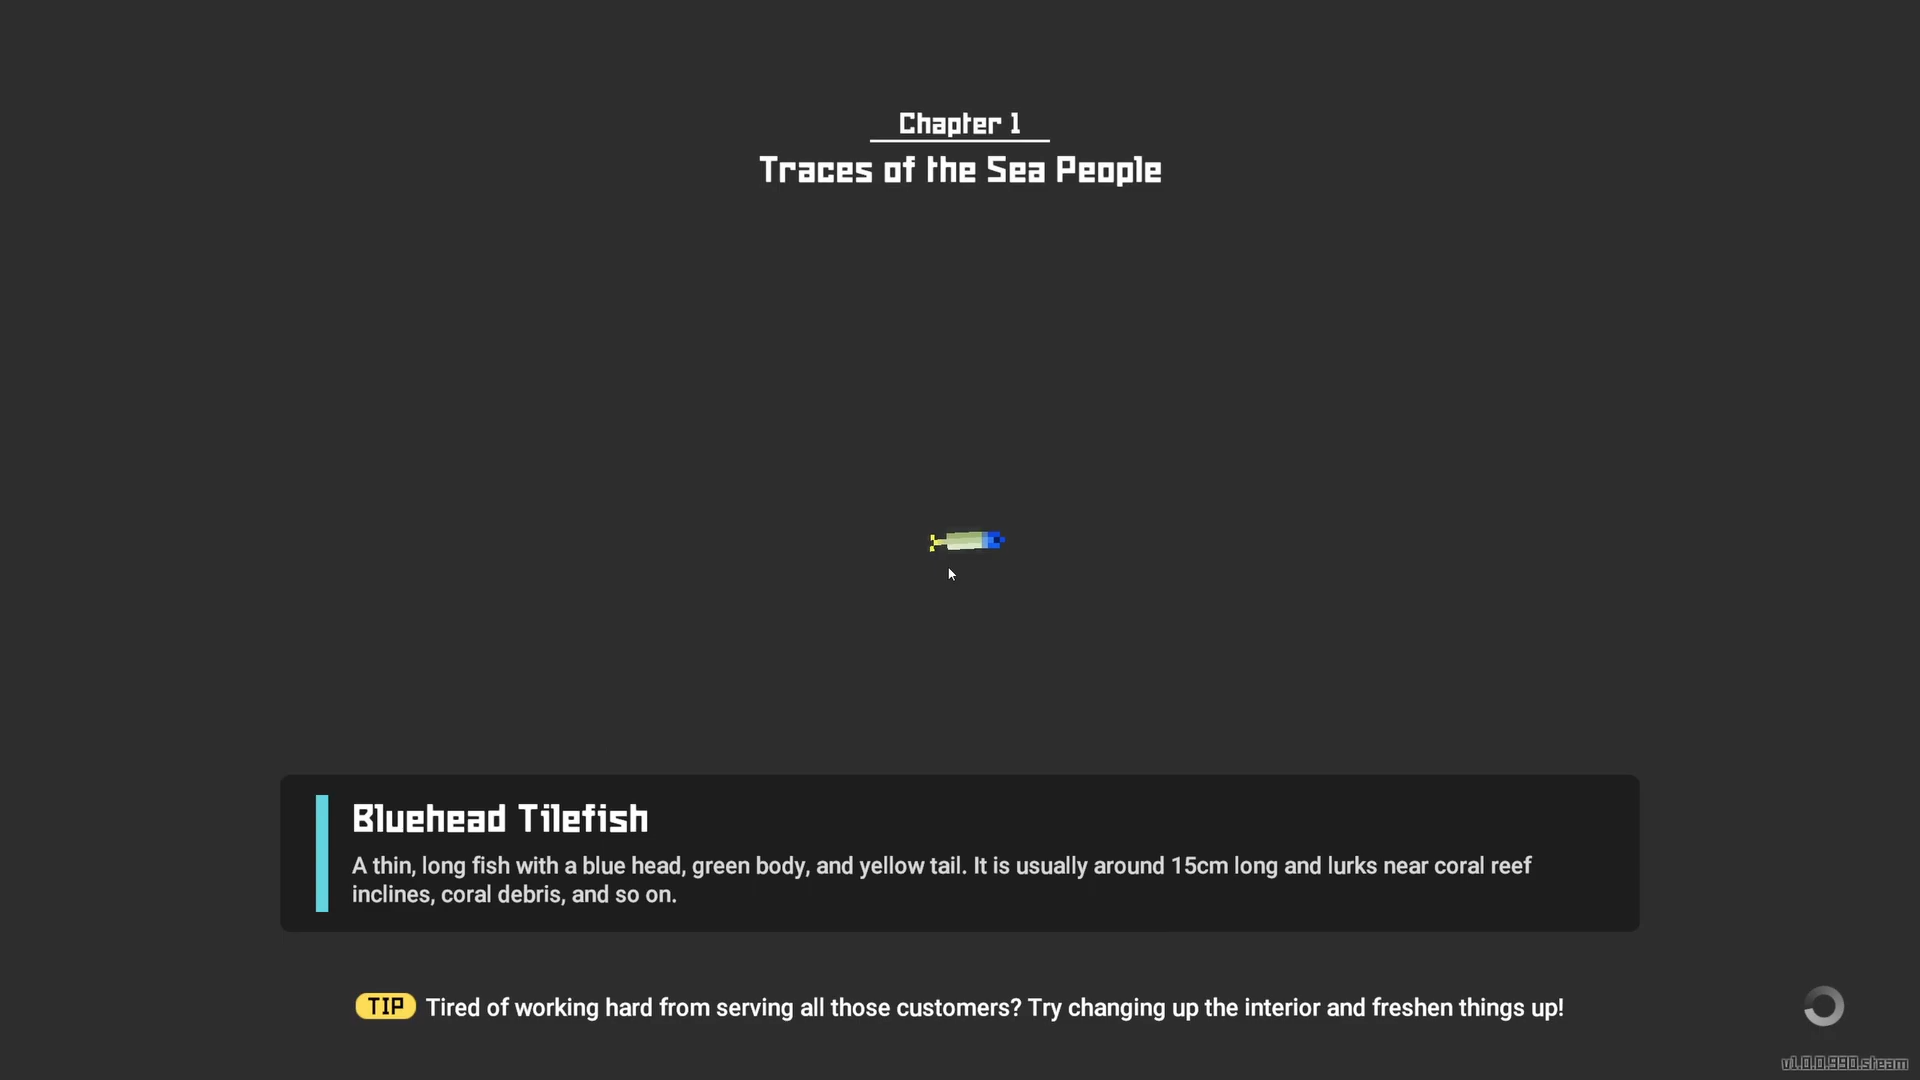 Chapter 1
Traces of the Sea People
Bluehead Tilefish
A thin, long fish with a blue head, green body, and yellow tail. It is usually around 15cm long and lurks near coral reef
inclines, coral debris, and so on.
TIP Tired of working hard from serving all those customers? Try changing up the interior and freshen things up!
v1.0.0.990.steam